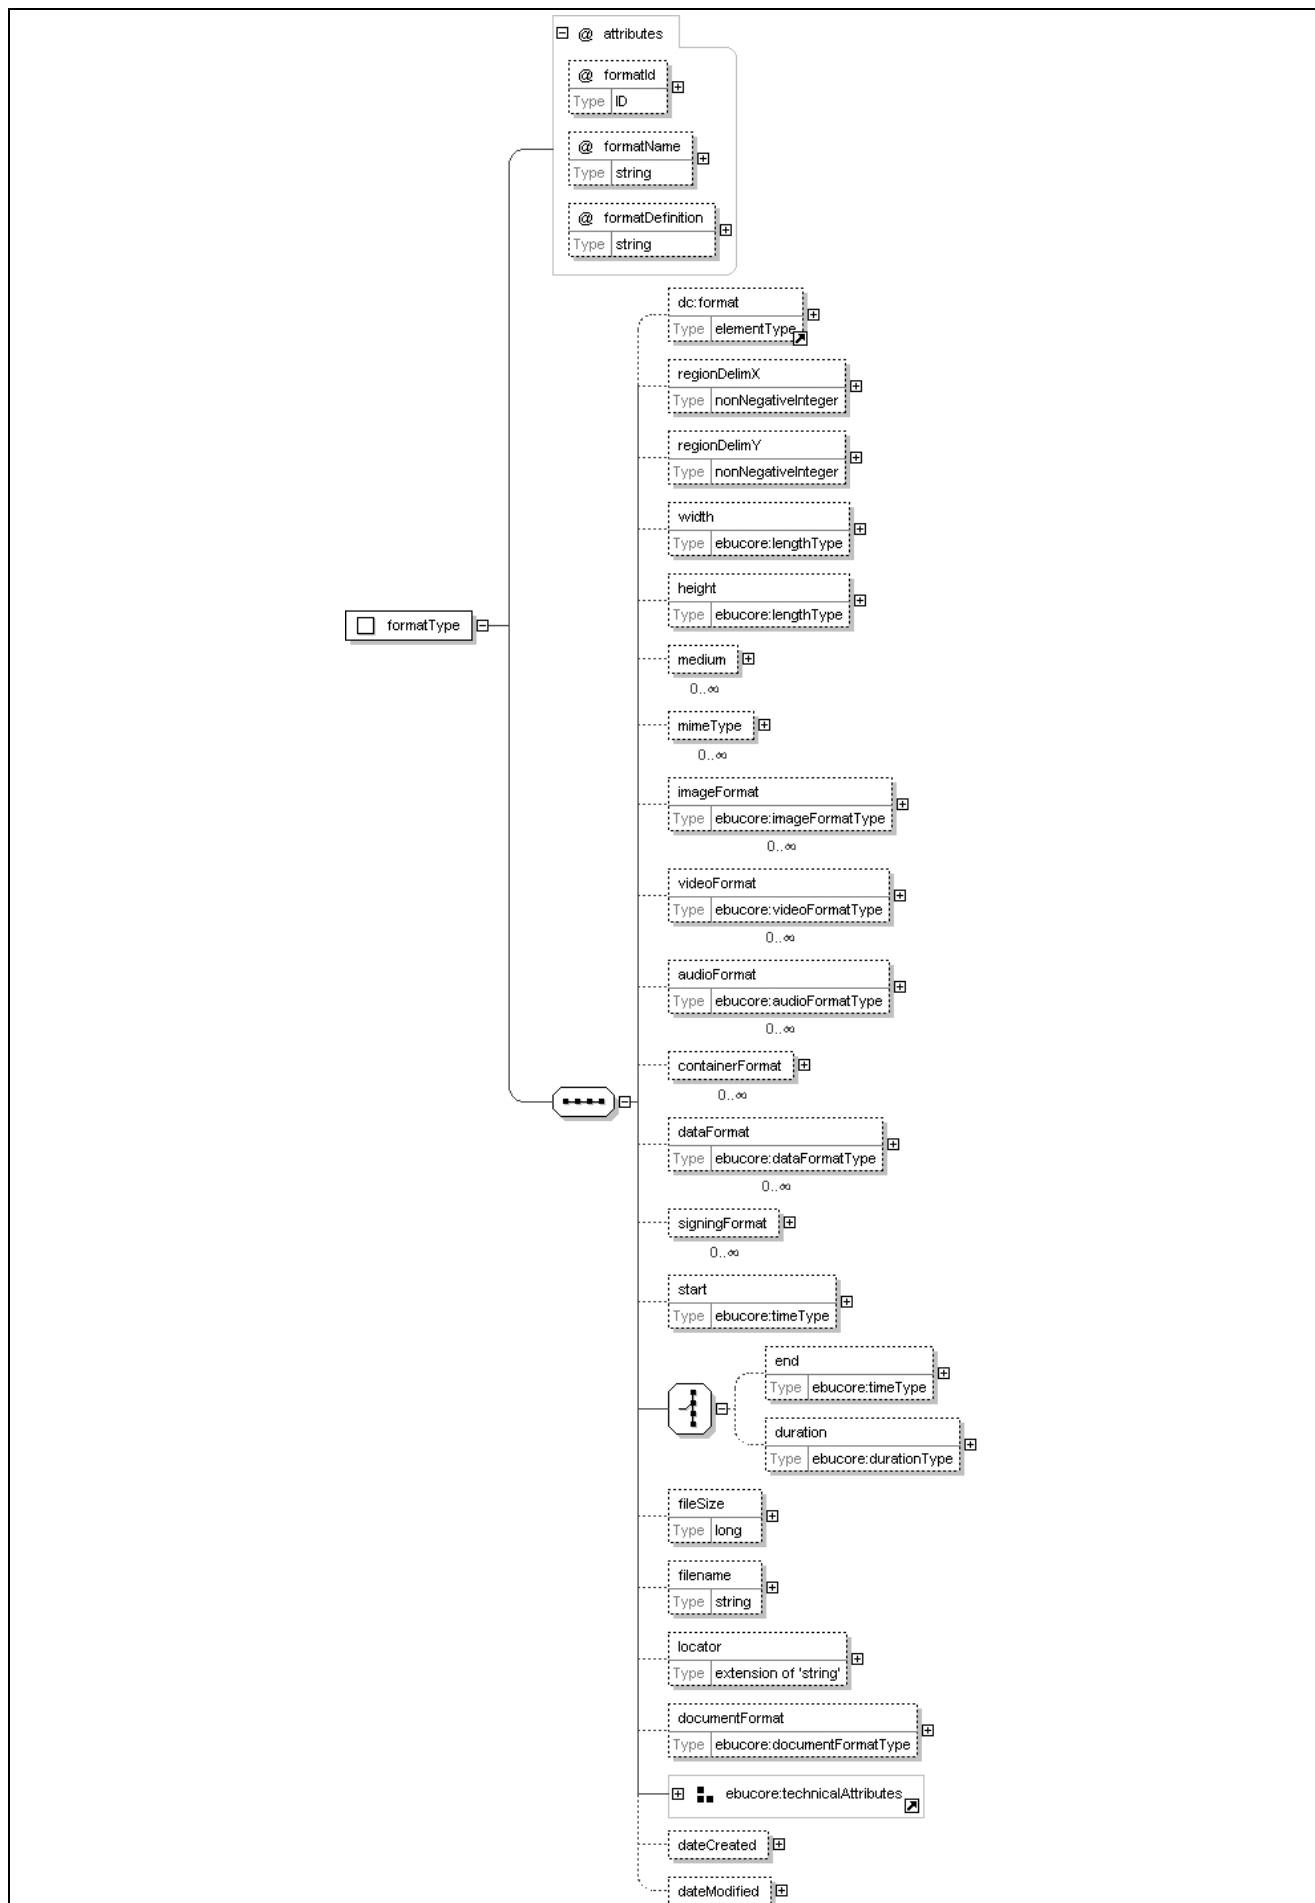 @ attributes
@ formatId
Type ID
@ formatName
Type string
@ formatDefinition
Type string
dc:format
Type elementType
regionDelimX
Type nonNegativeInteger
regionDelimY
Type nonNegativeInteger
width
Type ebucore:lengthType
height
Type ebucore:lengthType
formatType
medium
0..∞
mimeType
0..∞
imageFormat
Type ebucore:imageFormatType
0..∞
videoFormat
Type ebucore:videoFormatType
0..∞
audioFormat
Type ebucore:audioFormatType
0..∞
containerFormat
0..∞
dataFormat
Type ebucore:dataFormatType
0..∞
signingFormat
0..∞
start
Type ebucore:timeType
end
Type ebucore:timeType
duration
Type ebucore:durationType
fileSize
Type long
filename
Type string
locator
Type extension of 'string'
documentFormat
Type ebucore:documentFormatType
ebucore:technicalAttributes
dateCreated
dateModified